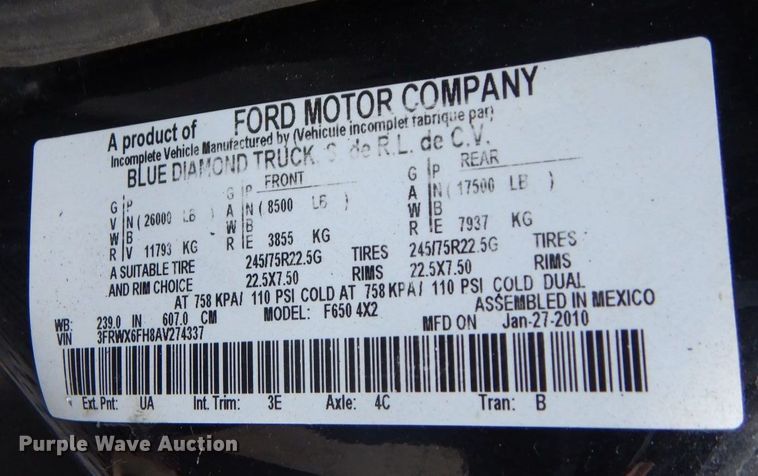 A product of FORD MOTOR COMPANY
Incomplete Vehicle Manufactured by (Vehicule incomplet fabrique par)
BLUE DIAMOND TRUCK, S. de R.L. de C.V.
FRONT REAR
G P G P G P
V N (26000 LB) A N (8500 LB) A N (17500 LB)
W B W B W B
R V 11793 KG R E 3855 KG R E 7937 KG
A SUITABLE TIRE 245/75R22.5G TIRES 245/75R22.5G TIRES
AND RIM CHOICE 22.5X7.50 RIMS 22.5X7.50 RIMS
AT 758 KPA/ 110 PSI COLD AT 758 KPA/ 110 PSI COLD DUAL
WB: 239.0 IN 607.0 CM MODEL: F650 4X2 ASSEMBLED IN MEXICO
VIN 3FRWX6FH8AV274337 MFD ON Jan-27-2010
Ext. Pnt: UA Int. Trim: 3E Axle: 4C Tran: B
Purple Wave Auction